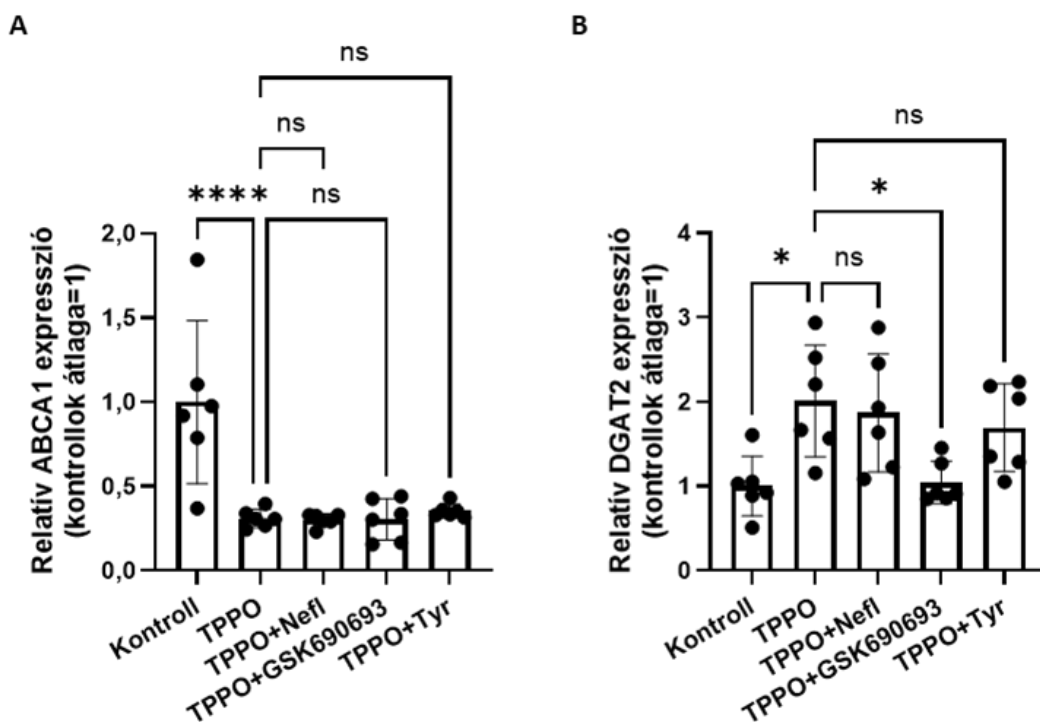 A
ns
ns
****
ns
Relatív ABCA1 expresszió
(kontrollok átlaga=1)
2,0
1,5
1,0
0,5
0,0
Kontroll
TPPO
TPPO+Nefl
TPPO+GSK690693
TPPO+Tyr
B
ns
*
*
ns
Relatív DGAT2 expresszió
(kontrollok átlaga=1)
4
3
2
1
0
Kontroll
TPPO
TPPO+Nefl
TPPO+GSK690693
TPPO+Tyr